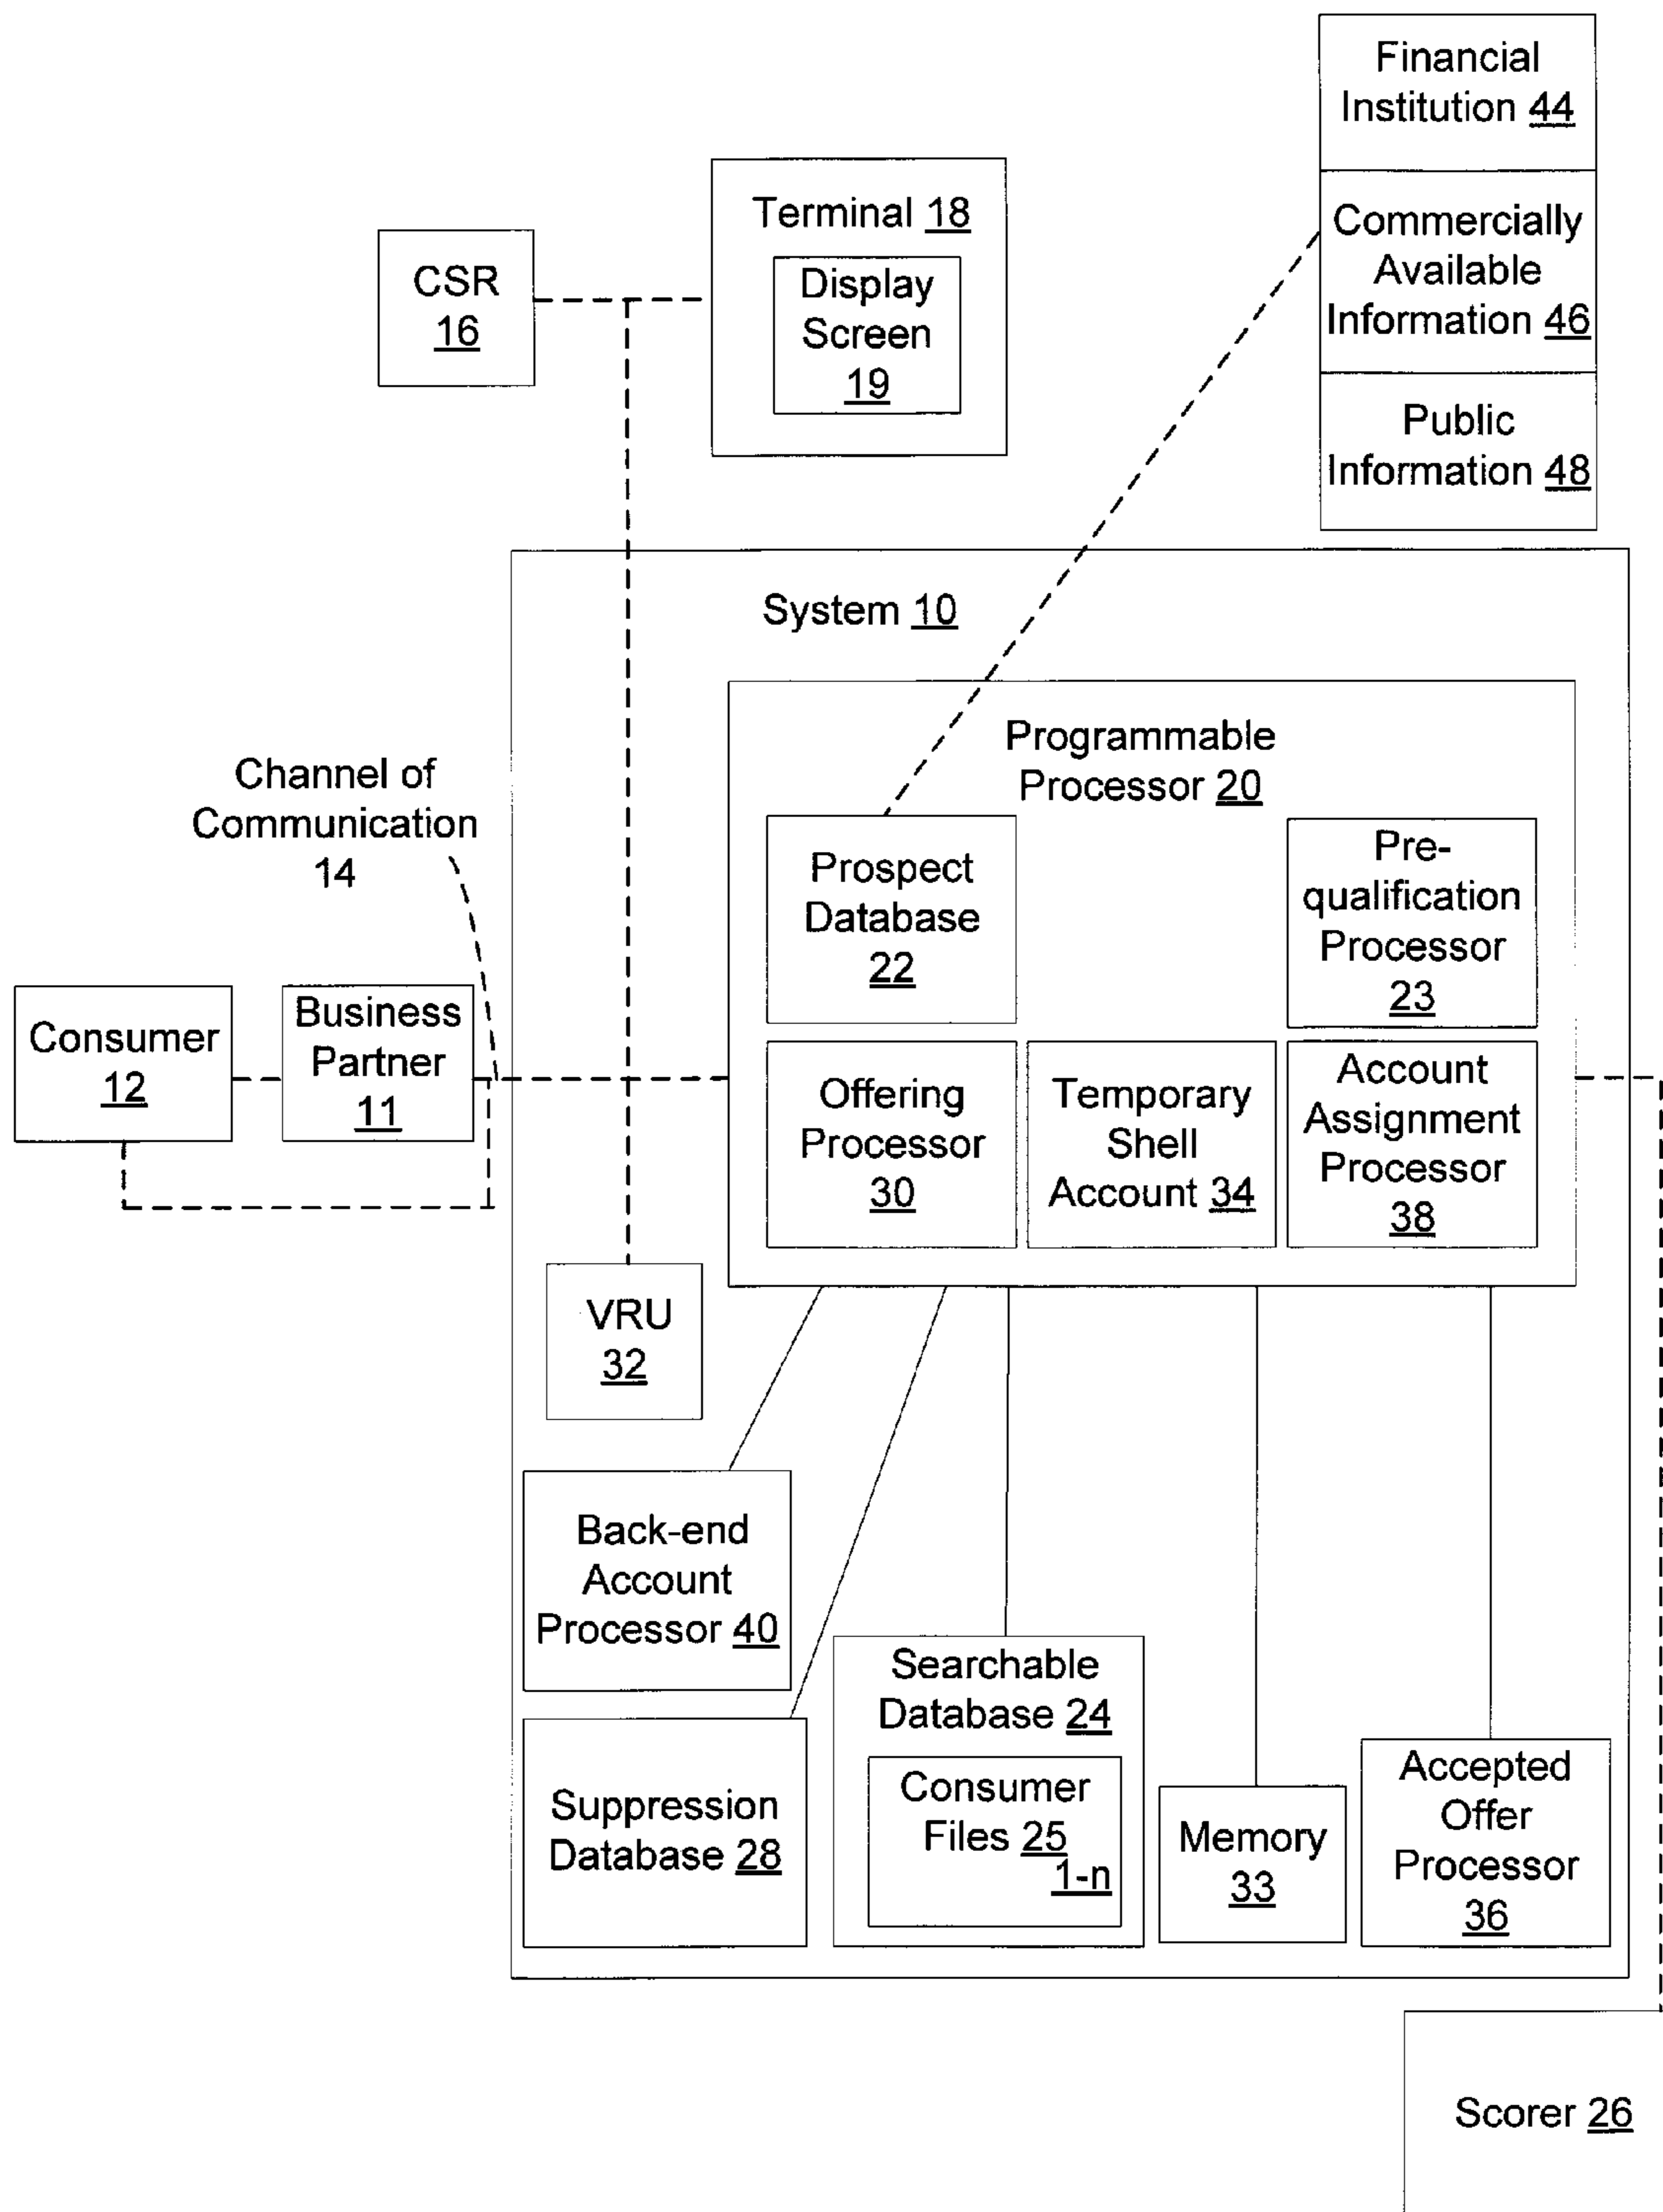 Financial
Institution 44
Commercially
Available
Information 46
Public
Information 48
Terminal 18
Display
Screen
19
CSR
16
System 10
Programmable
Processor 20
Channel of
Communication
14
Prospect
Database
22
Pre-
qualification
Processor
23
Consumer
12
Business
Partner
11
Offering
Processor
30
Temporary
Shell
Account 34
Account
Assignment
Processor
38
VRU
32
Back-end
Account
Processor 40
Suppression
Database 28
Searchable
Database 24
Consumer
Files 25
1-n
Memory
33
Accepted
Offer
Processor
36
Scorer 26